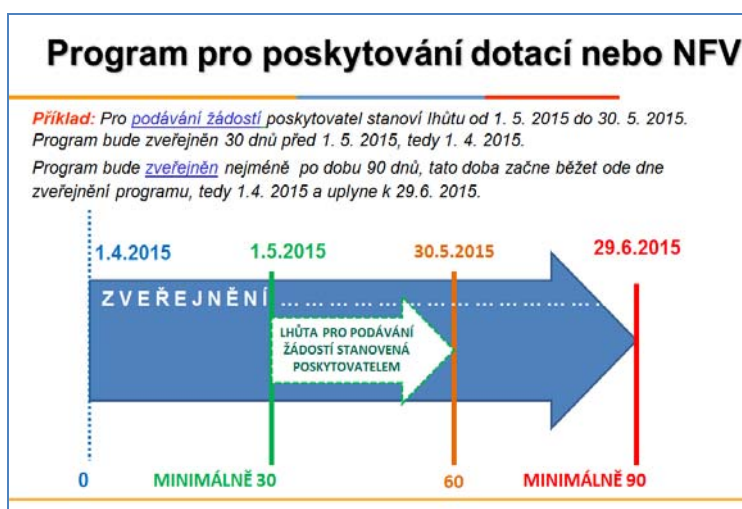 Program pro poskytování dotací nebo NFV
Příklad: Pro podávání žádostí poskytovatel stanoví lhůtu od 1. 5. 2015 do 30. 5. 2015.
Program bude zveřejněn 30 dnů před 1. 5. 2015, tedy 1. 4. 2015.
Program bude zveřejněn nejméně po dobu 90 dnů, tato doba začne běžet ode dne
zveřejnění programu, tedy 1.4. 2015 a uplyne k 29.6. 2015.
1.4.2015 1.5.2015 30.5.2015 29.6.2015
ZVEŘEJNĚNÍ … … … … … … … … … … … … … .
LHŮTA PRO PODÁVÁNÍ
ŽÁDOSTÍ STANOVENÁ
POSKYTOVATELEM
0 MINIMÁLNĚ 30 60 MINIMÁLNĚ 90